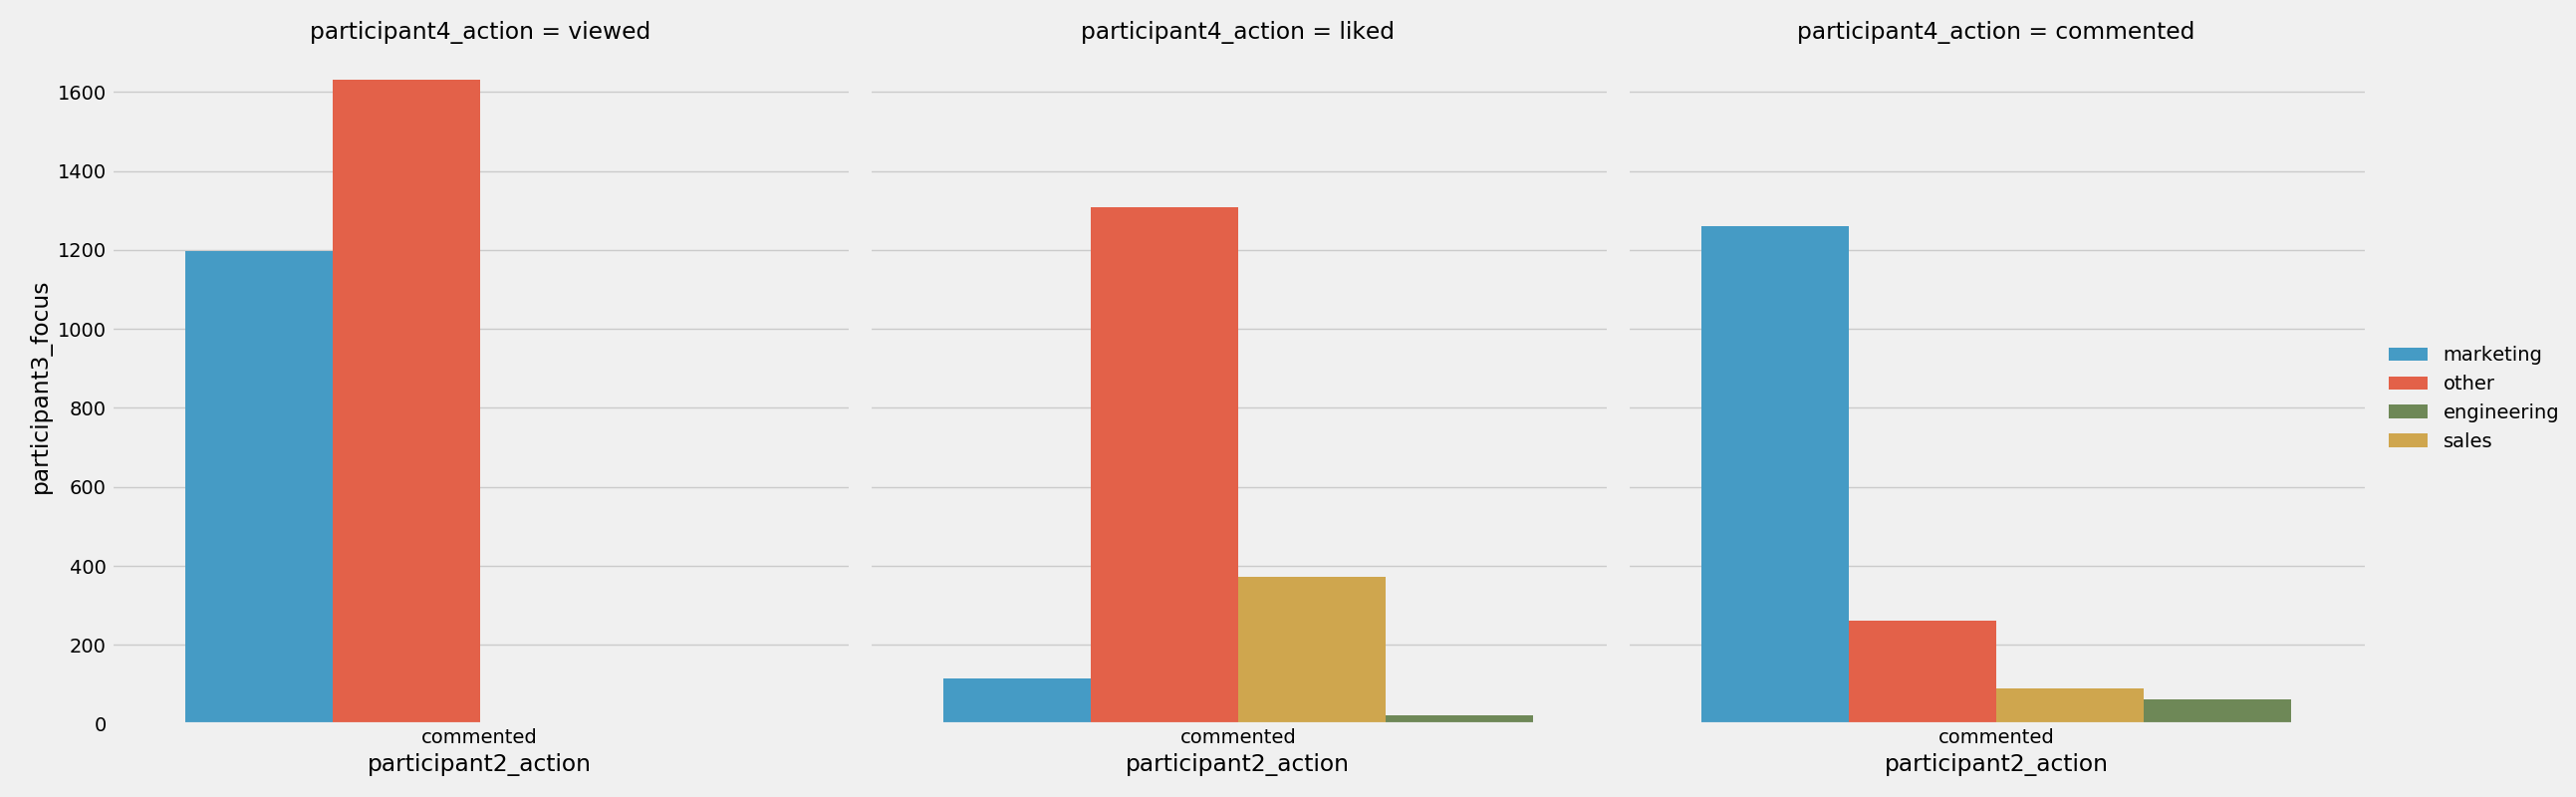 participant4_action = viewed
participant4_action = liked
participant4_action = commented
participant3_focus
1600
1400
1200
1000
800
600
400
200
0
commented
commented
commented
participant2_action
participant2_action
participant2_action
marketing
other
engineering
sales